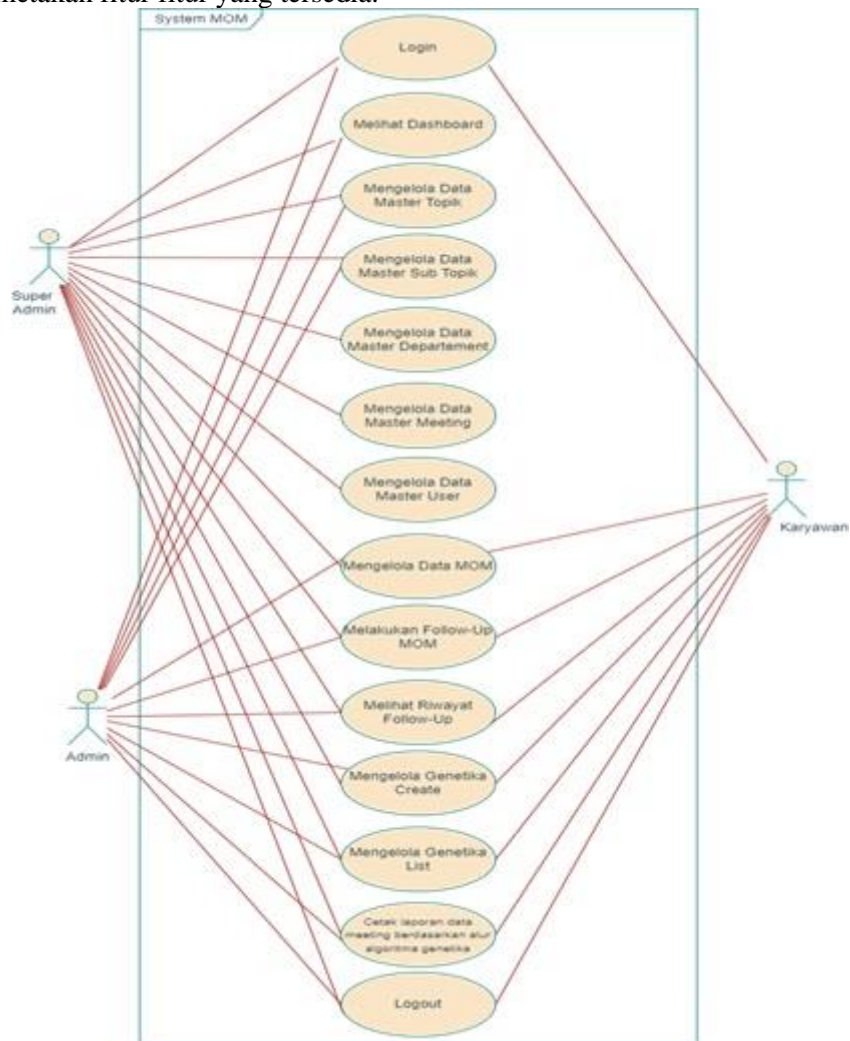 System MOM
Login
Melihat Dashboard
Mengelola Data
Master Topik
Mengelola Data
Master Sub Topik
Super
Admin
Mengelola Data
Master Departement
Mengelola Data
Master Meeting
Mengelola Data
Master User
Karyawan
Mengelola Data MOM
Melakukan Follow-Up
MOM
Melihat Riwayat
Follow-Up
Admin
Mengelola Genetika
Create
Mengelola Genetika
List
Cetak laporan data
meeting berdasarkan alur
algoritma genetika
Logout